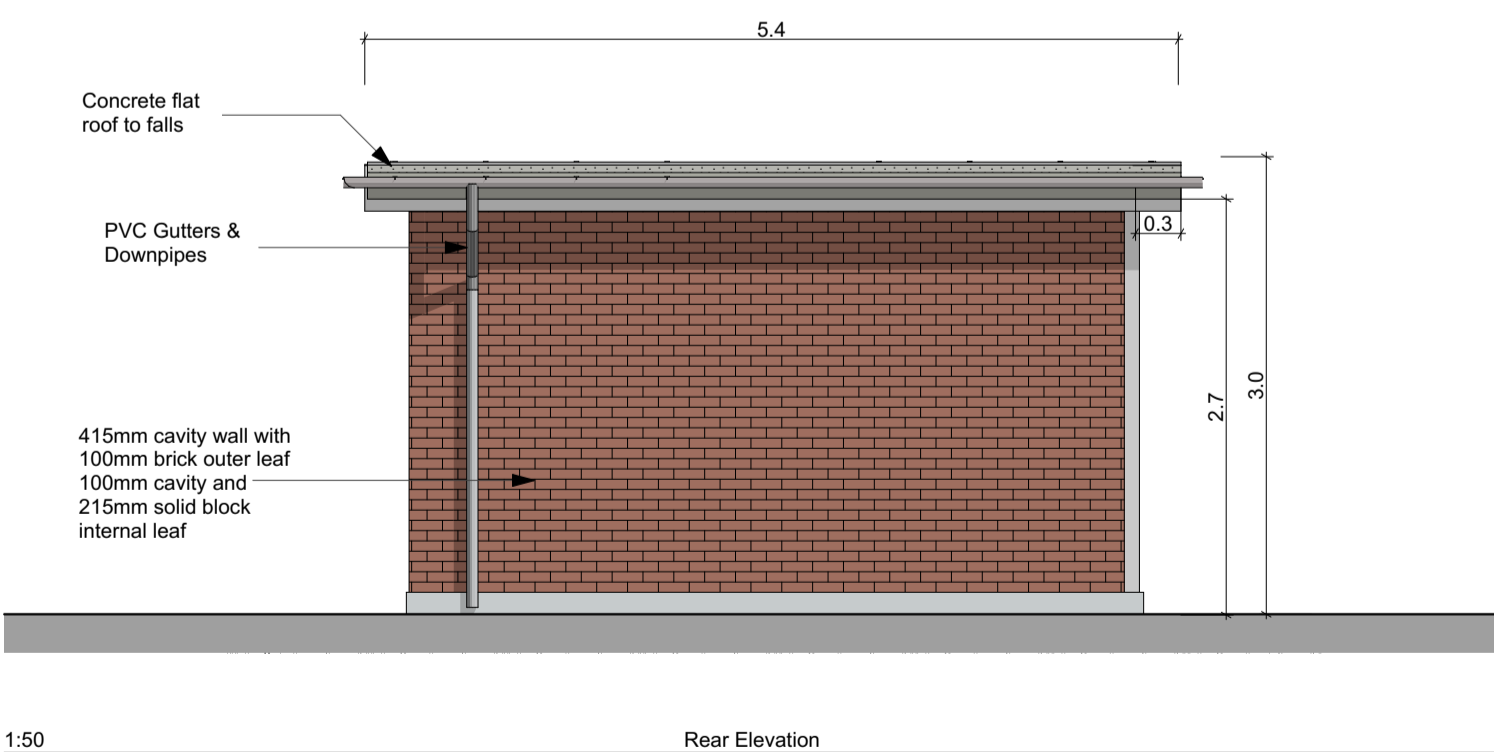 5.4
Concrete flat
roof to falls
PVC Gutters &
Downpipes
0.3
2.7
3.0
415mm cavity wall with
100mm brick outer leaf
100mm cavity and
215mm solid block
internal leaf
1:50
Rear Elevation